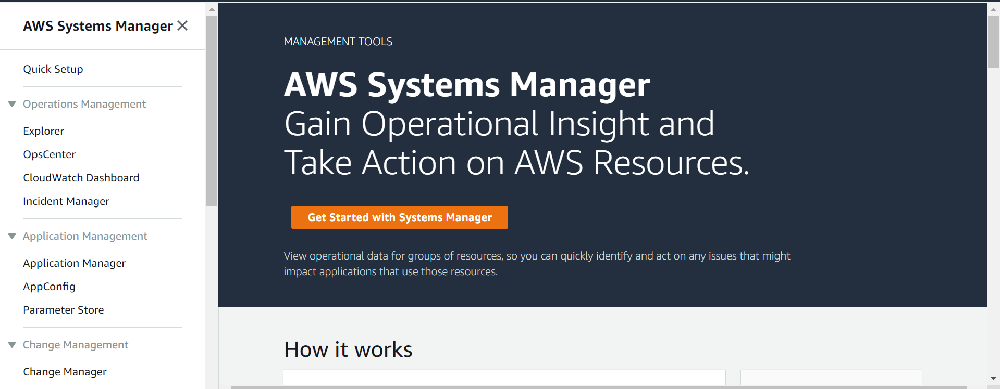 AWS Systems Manager
Quick Setup
Operations Management
Explorer
OpsCenter
CloudWatch Dashboard
Incident Manager
Application Management
Application Manager
AppConfig
Parameter Store
Change Management
Change Manager
MANAGEMENT TOOLS
AWS Systems Manager
Gain Operational Insight and
Take Action on AWS Resources.
Get Started with Systems Manager
View operational data for groups of resources, so you can quickly identify and act on any issues that might
impact applications that use those resources.
How it works